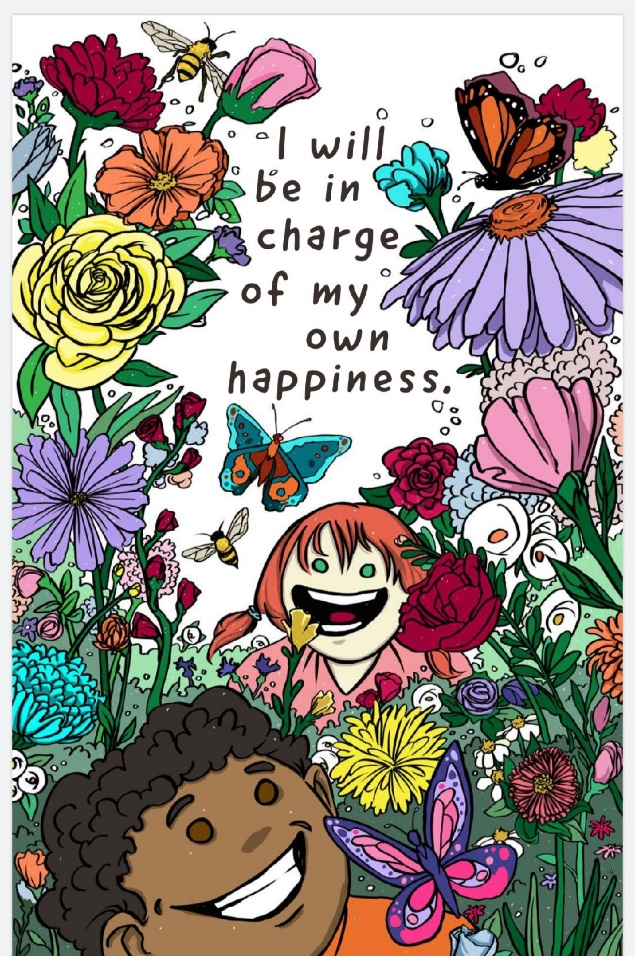 I will
be in
charge
of my
own
happiness.